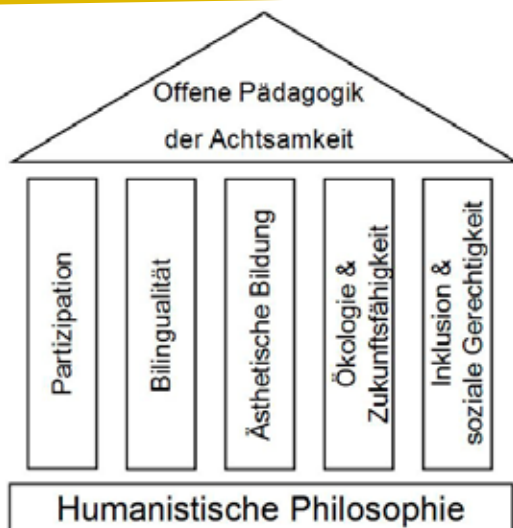 Offene Pädagogik
der Achtsamkeit
Partizipation
Bilingualität
Ästhetische Bildung
Ökologie &
Zukunftsfähigkeit
Inklusion &
soziale Gerechtigkeit
Humanistische Philosophie